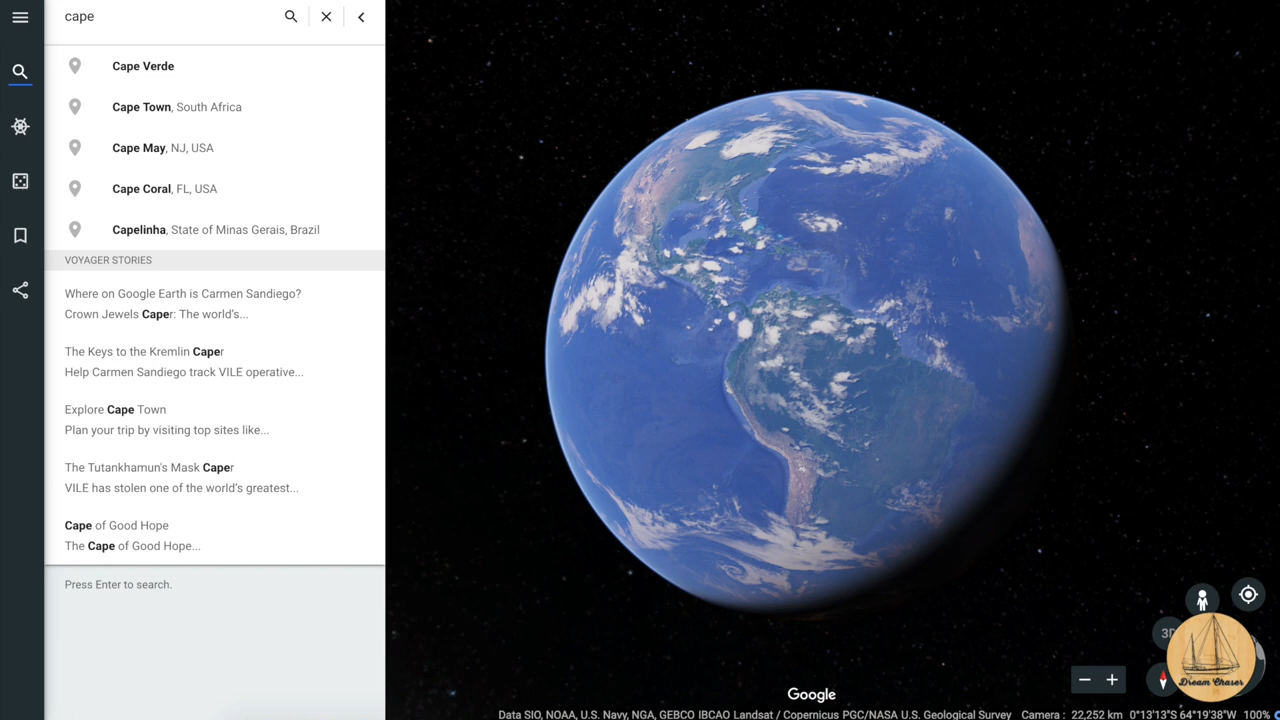 cape
Cape Verde
Cape Town, South Africa
Cape May, NJ, USA
Cape Coral, FL, USA
Capelinha, State of Minas Gerais, Brazil
VOYAGER STORIES
Where on Google Earth is Carmen Sandiego?
Crown Jewels Caper: The world's...
The Keys to the Kremlin Caper
Help Carmen Sandiego track VILE operative...
Explore Cape Town
Plan your trip by visiting top sites like...
The Tutankhamun's Mask Caper
VILE has stolen one of the world's greatest...
Cape of Good Hope
The Cape of Good Hope...
Press Enter to search.
3D
Dream Chaser
Google
Data SIO, NOAA, U.S. Navy, NGA, GEBCO IBCAO Landsat / Copernicus PGC/NASA U.S. Geological Survey Camera : 22,252 km 0°13'13"S 64°19'38"W 100%